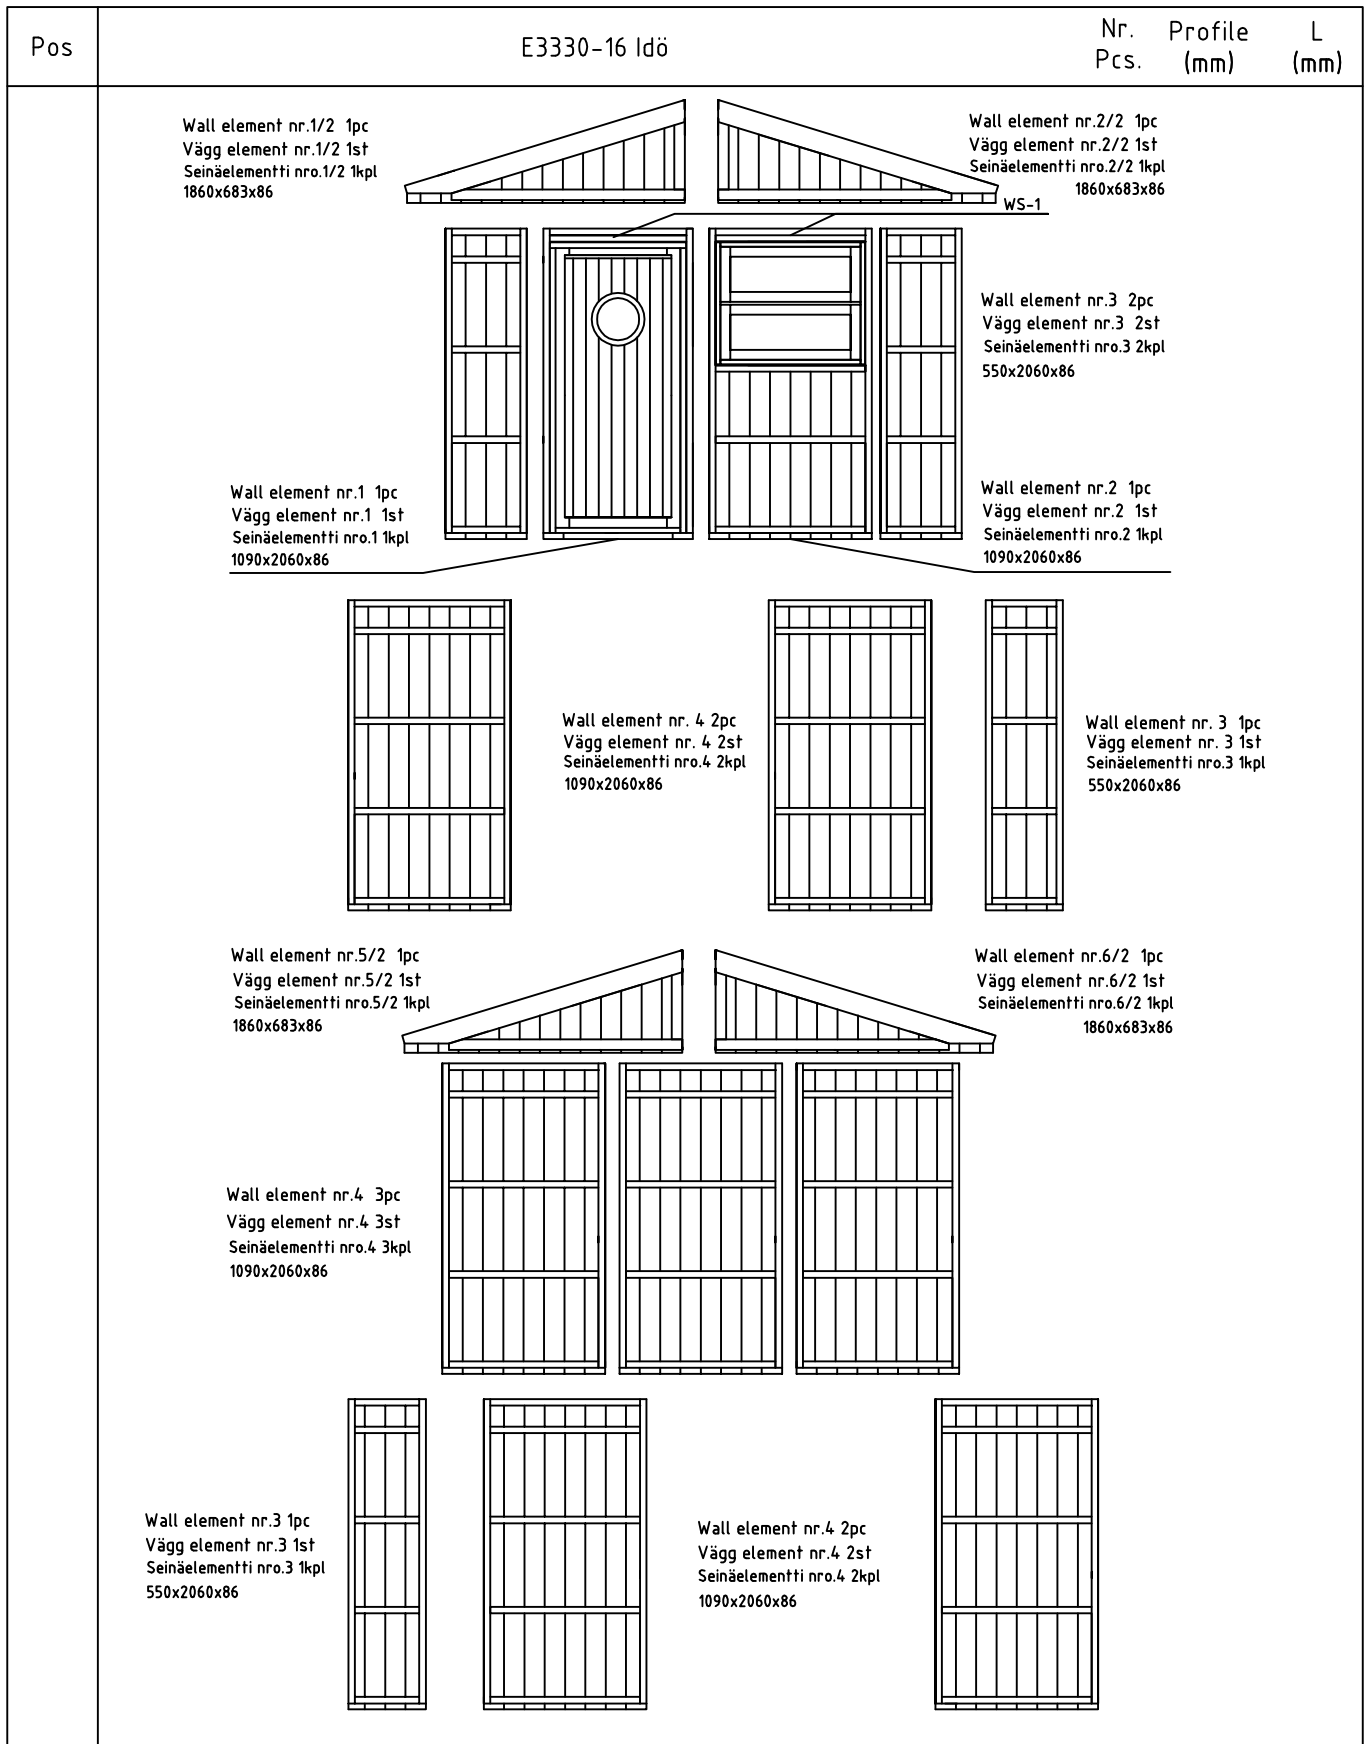 Pos
E3330-16 Idö
Nr. Profile L
Pcs. (mm) (mm)
Wall element nr.1/2 1pc
Vägg element nr.1/2 1st
Seinäelementti nro.1/2 1kpl
1860x683x86
Wall element nr.2/2 1pc
Vägg element nr.2/2 1st
Seinäelementti nro.2/2 1kpl
1860x683x86
WS-1
Wall element nr.3 2pc
Vägg element nr.3 2st
Seinäelementti nro.3 2kpl
550x2060x86
Wall element nr.1 1pc
Vägg element nr.1 1st
Seinäelementti nro.1 1kpl
1090x2060x86
Wall element nr.2 1pc
Vägg element nr.2 1st
Seinäelementti nro.2 1kpl
1090x2060x86
Wall element nr. 4 2pc
Vägg element nr. 4 2st
Seinäelementti nro.4 2kpl
1090x2060x86
Wall element nr. 3 1pc
Vägg element nr. 3 1st
Seinäelementti nro.3 1kpl
550x2060x86
Wall element nr.5/2 1pc
Vägg element nr.5/2 1st
Seinäelementti nro.5/2 1kpl
1860x683x86
Wall element nr.6/2 1pc
Vägg element nr.6/2 1st
Seinäelementti nro.6/2 1kpl
1860x683x86
Wall element nr.4 3pc
Vägg element nr.4 3st
Seinäelementti nro.4 3kpl
1090x2060x86
Wall element nr.3 1pc
Vägg element nr.3 1st
Seinäelementti nro.3 1kpl
550x2060x86
Wall element nr.4 2pc
Vägg element nr.4 2st
Seinäelementti nro.4 2kpl
1090x2060x86